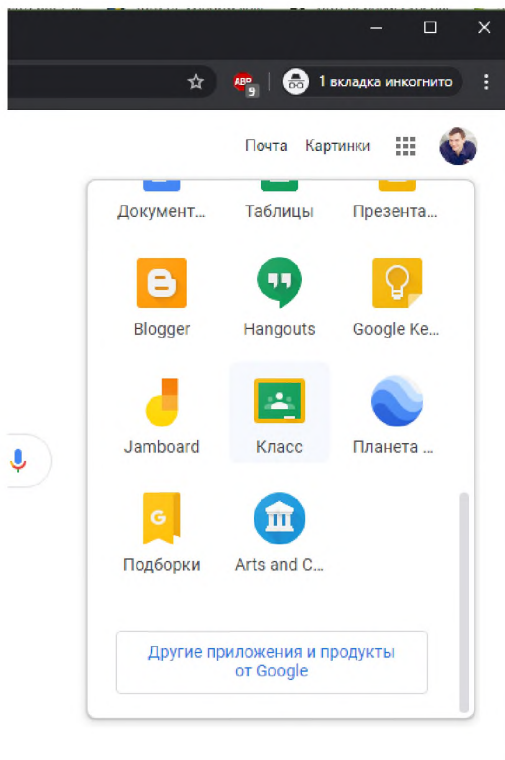 ABP
9
1 вкладка инкогнито
Почта Картинки
Документ... Таблицы Презента...
Blogger Hangouts Google Ke...
Jamboard Класс Планета ...
G
Подборки Arts and C...
Другие приложения и продукты
от Google